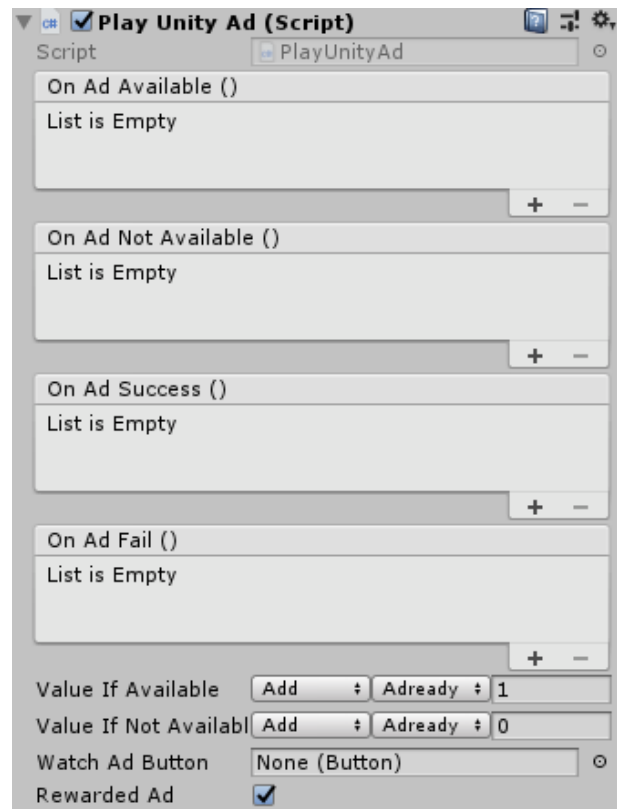 Play Unity Ad (Script)
Script PlayUnityAd
On Ad Available ()
List is Empty
+ −
On Ad Not Available ()
List is Empty
+ −
On Ad Success ()
List is Empty
+ −
On Ad Fail ()
List is Empty
+ −
Value If Available Add Adready 1
Value If Not Availabl Add Adready 0
Watch Ad Button None (Button)
Rewarded Ad